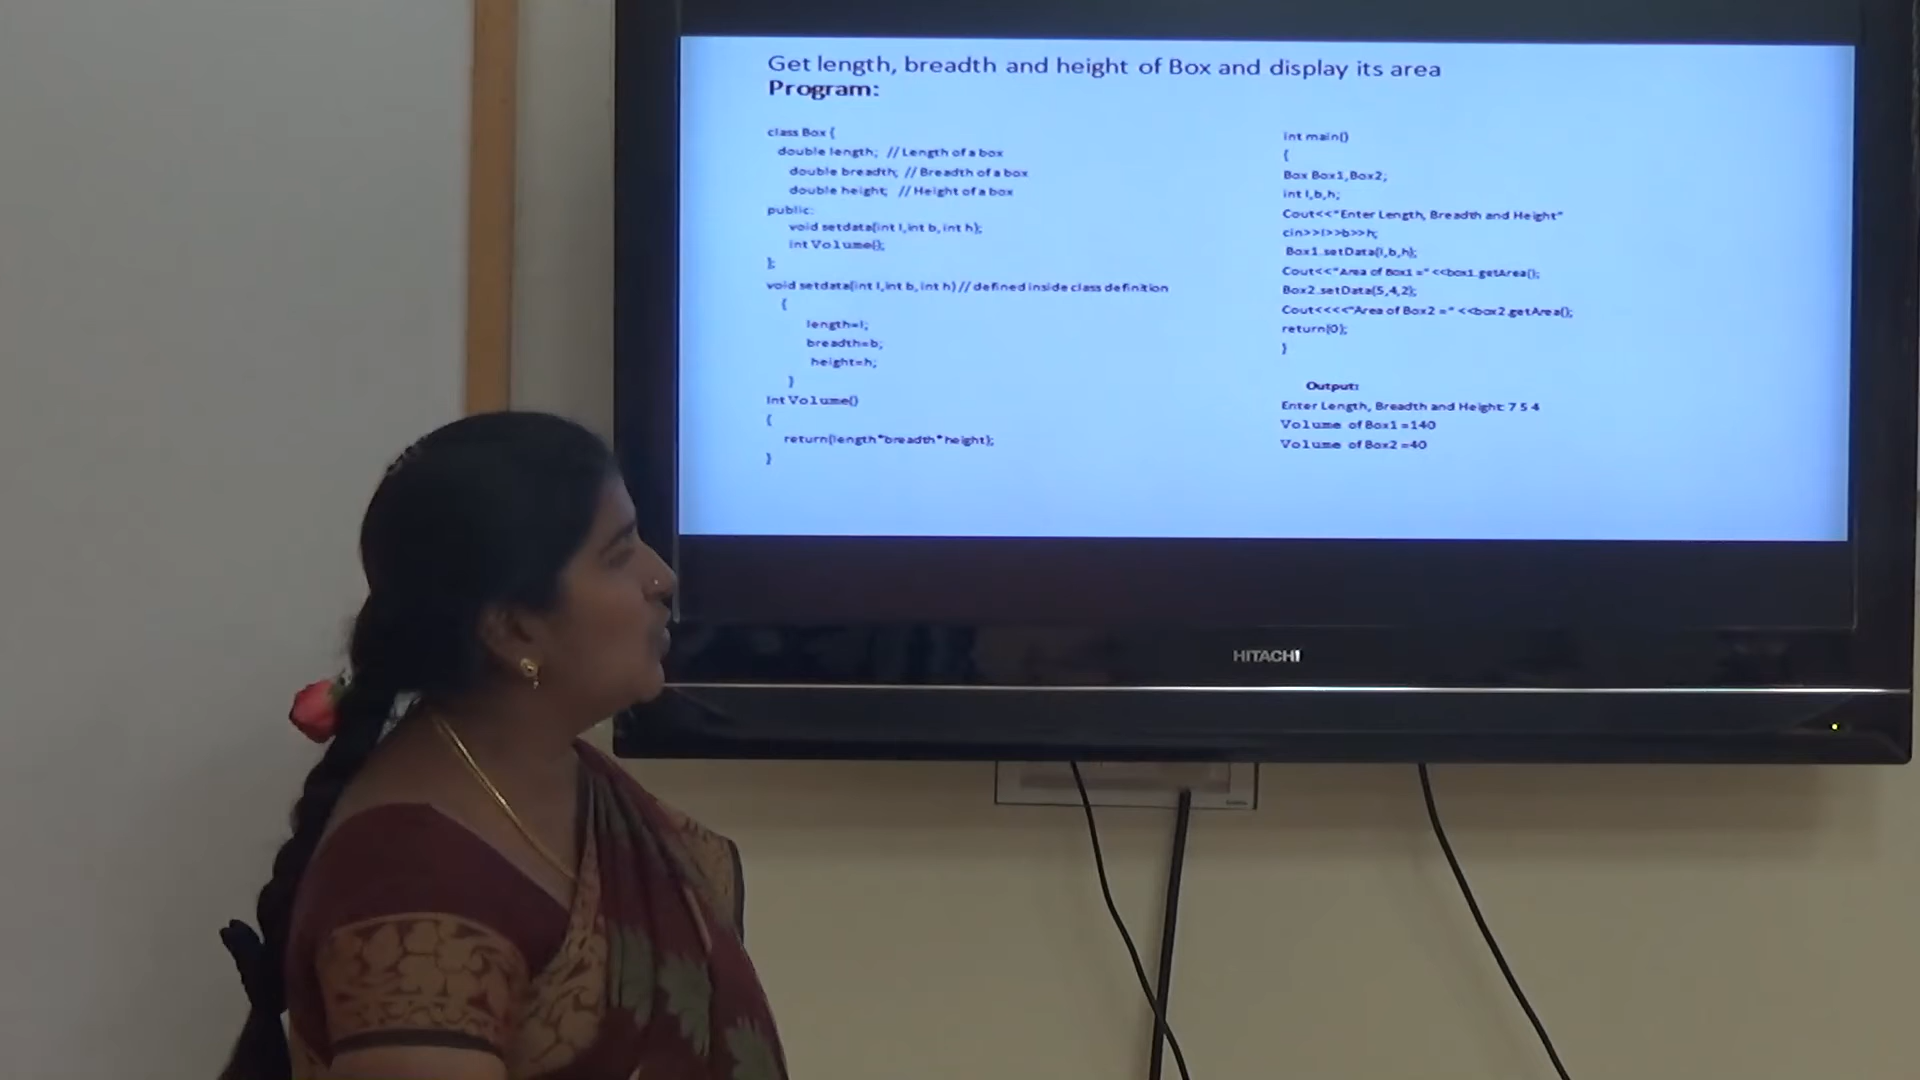 Get length, breadth and height of Box and display its area
Program:
class Box {
double length; // Length of a box
double breadth; // Breadth of a box
double height; // Height of a box
public:
void setdata(int l,int b, int h);
int Volume();
};
void setdata(int l,int b, int h) // defined inside class definition
{
length=l;
breadth=b;
height=h;
}
Int Volume()
{
return(length*breadth*height);
}
int main()
{
Box Box1,Box2;
int l,b,h;
Cout<<"Enter Length, Breadth and Height"
cin>>l>>b>>h;
Box1.setData(l,b,h);
Cout<<"Area of Box1 =" <<box1.getArea();
Box2.setData(5,4,2);
Cout<<<<"Area of Box2 =" <<box2.getArea();
return(0);
}
Output:
Enter Length, Breadth and Height: 7 5 4
Volume of Box1 =140
Volume of Box2 =40
HITACHI